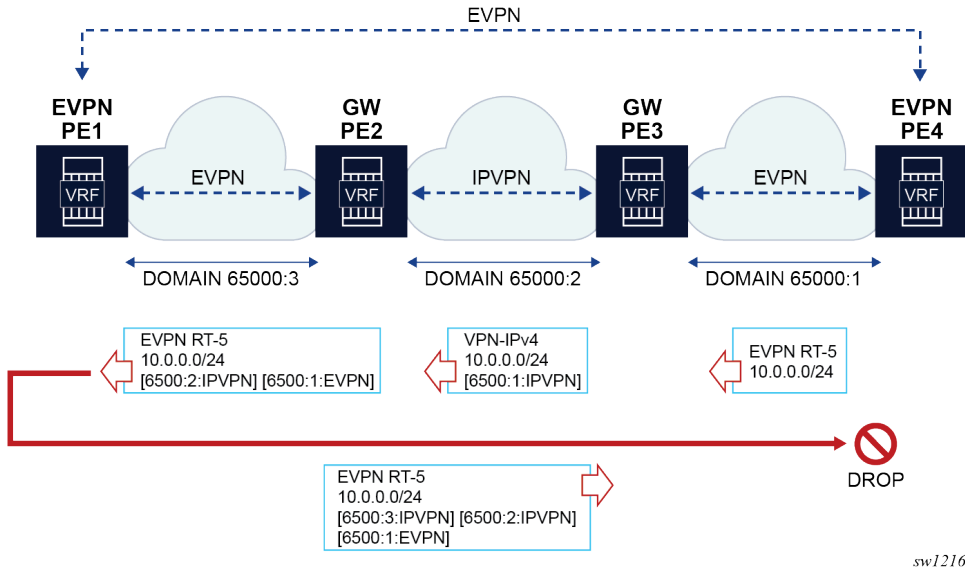 EVPN
EVPN
PE1
GW
PE2
GW
PE3
EVPN
PE4
VRF
EVPN
VRF
IPVPN
VRF
EVPN
VRF
DOMAIN 65000:3
DOMAIN 65000:2
DOMAIN 65000:1
EVPN RT-5
10.0.0.0/24
[6500:2:IPVPN] [6500:1:EVPN]
VPN-IPv4
10.0.0.0/24
[6500:1:IPVPN]
EVPN RT-5
10.0.0.0/24
DROP
EVPN RT-5
10.0.0.0/24
[6500:3:IPVPN] [6500:2:IPVPN]
[6500:1:EVPN]
sw1216